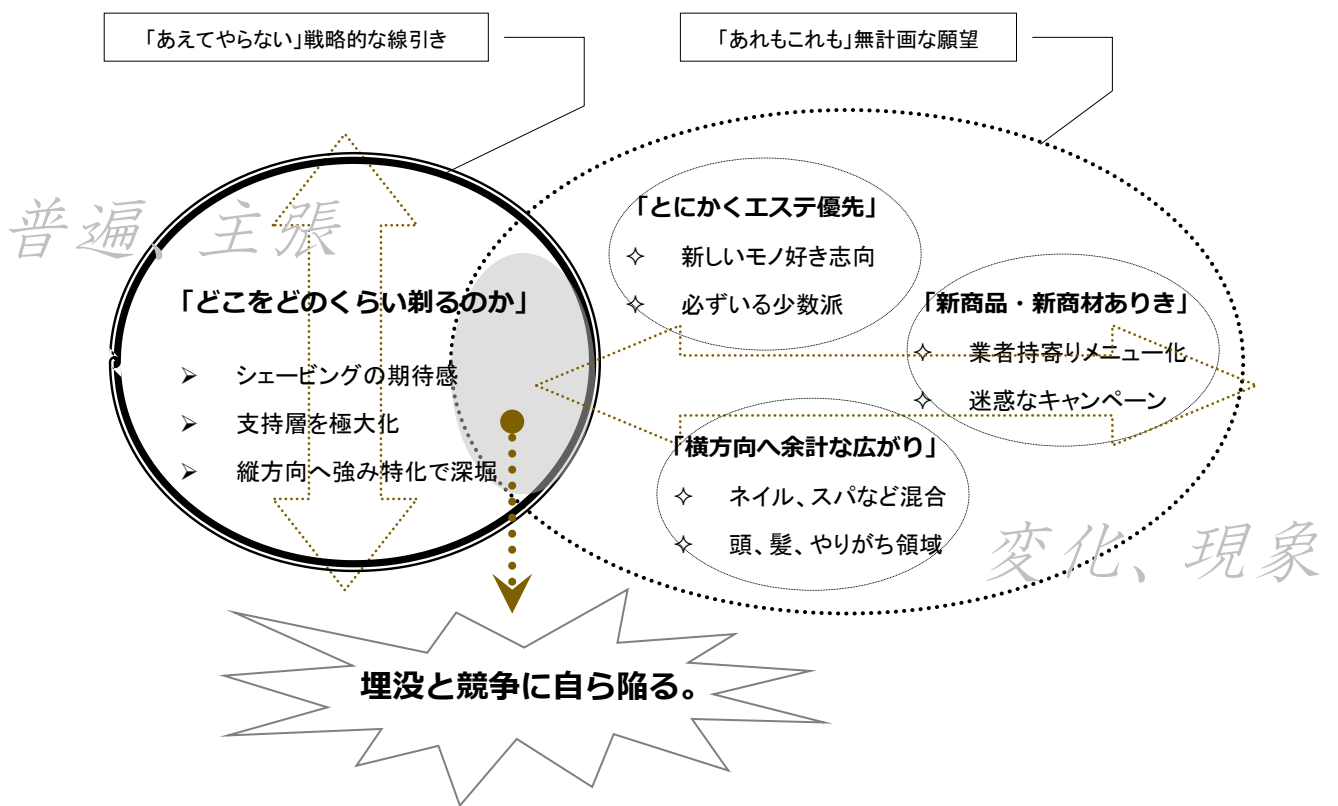 「あえてやらない」戦略的な線引き
「あれもこれも」無計画な願望
普遍、主張
「どこをどのくらい剃るのか」
シェービングの期待感
支持層を極大化
縦方向へ強み特化で深堀
「とにかくエステ優先」
新しいモノ好き志向
必ずいる少数派
「新商品・新商材ありき」
業者持寄りメニュー化
迷惑なキャンペーン
「横方向へ余計な広がり」
ネイル、スパなど混合
頭、髪、やりがち領域
変化、現象
埋没と競争に自ら陥る。